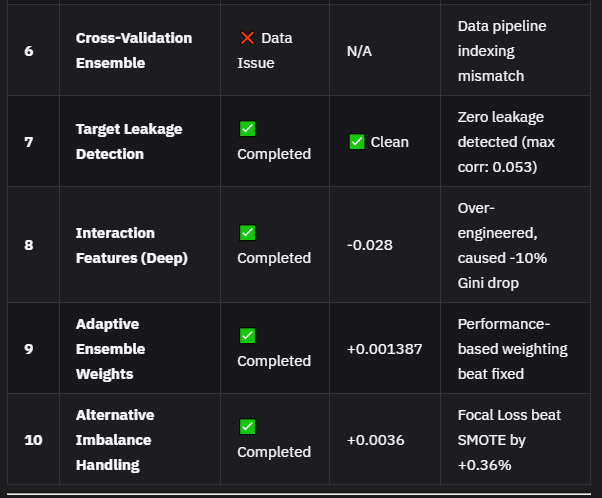 6
Cross-Validation
Ensemble
❌ Data
Issue
N/A
Data pipeline
indexing
mismatch
7
Target Leakage
Detection
✅
Completed
✅ Clean
Zero leakage
detected (max
corr: 0.053)
8
Interaction
Features (Deep)
✅
Completed
-0.028
Over-
engineered,
caused -10%
Gini drop
9
Adaptive
Ensemble
Weights
✅
Completed
+0.001387
Performance-
based weighting
beat fixed
10
Alternative
Imbalance
Handling
✅
Completed
+0.0036
Focal Loss beat
SMOTE by
+0.36%